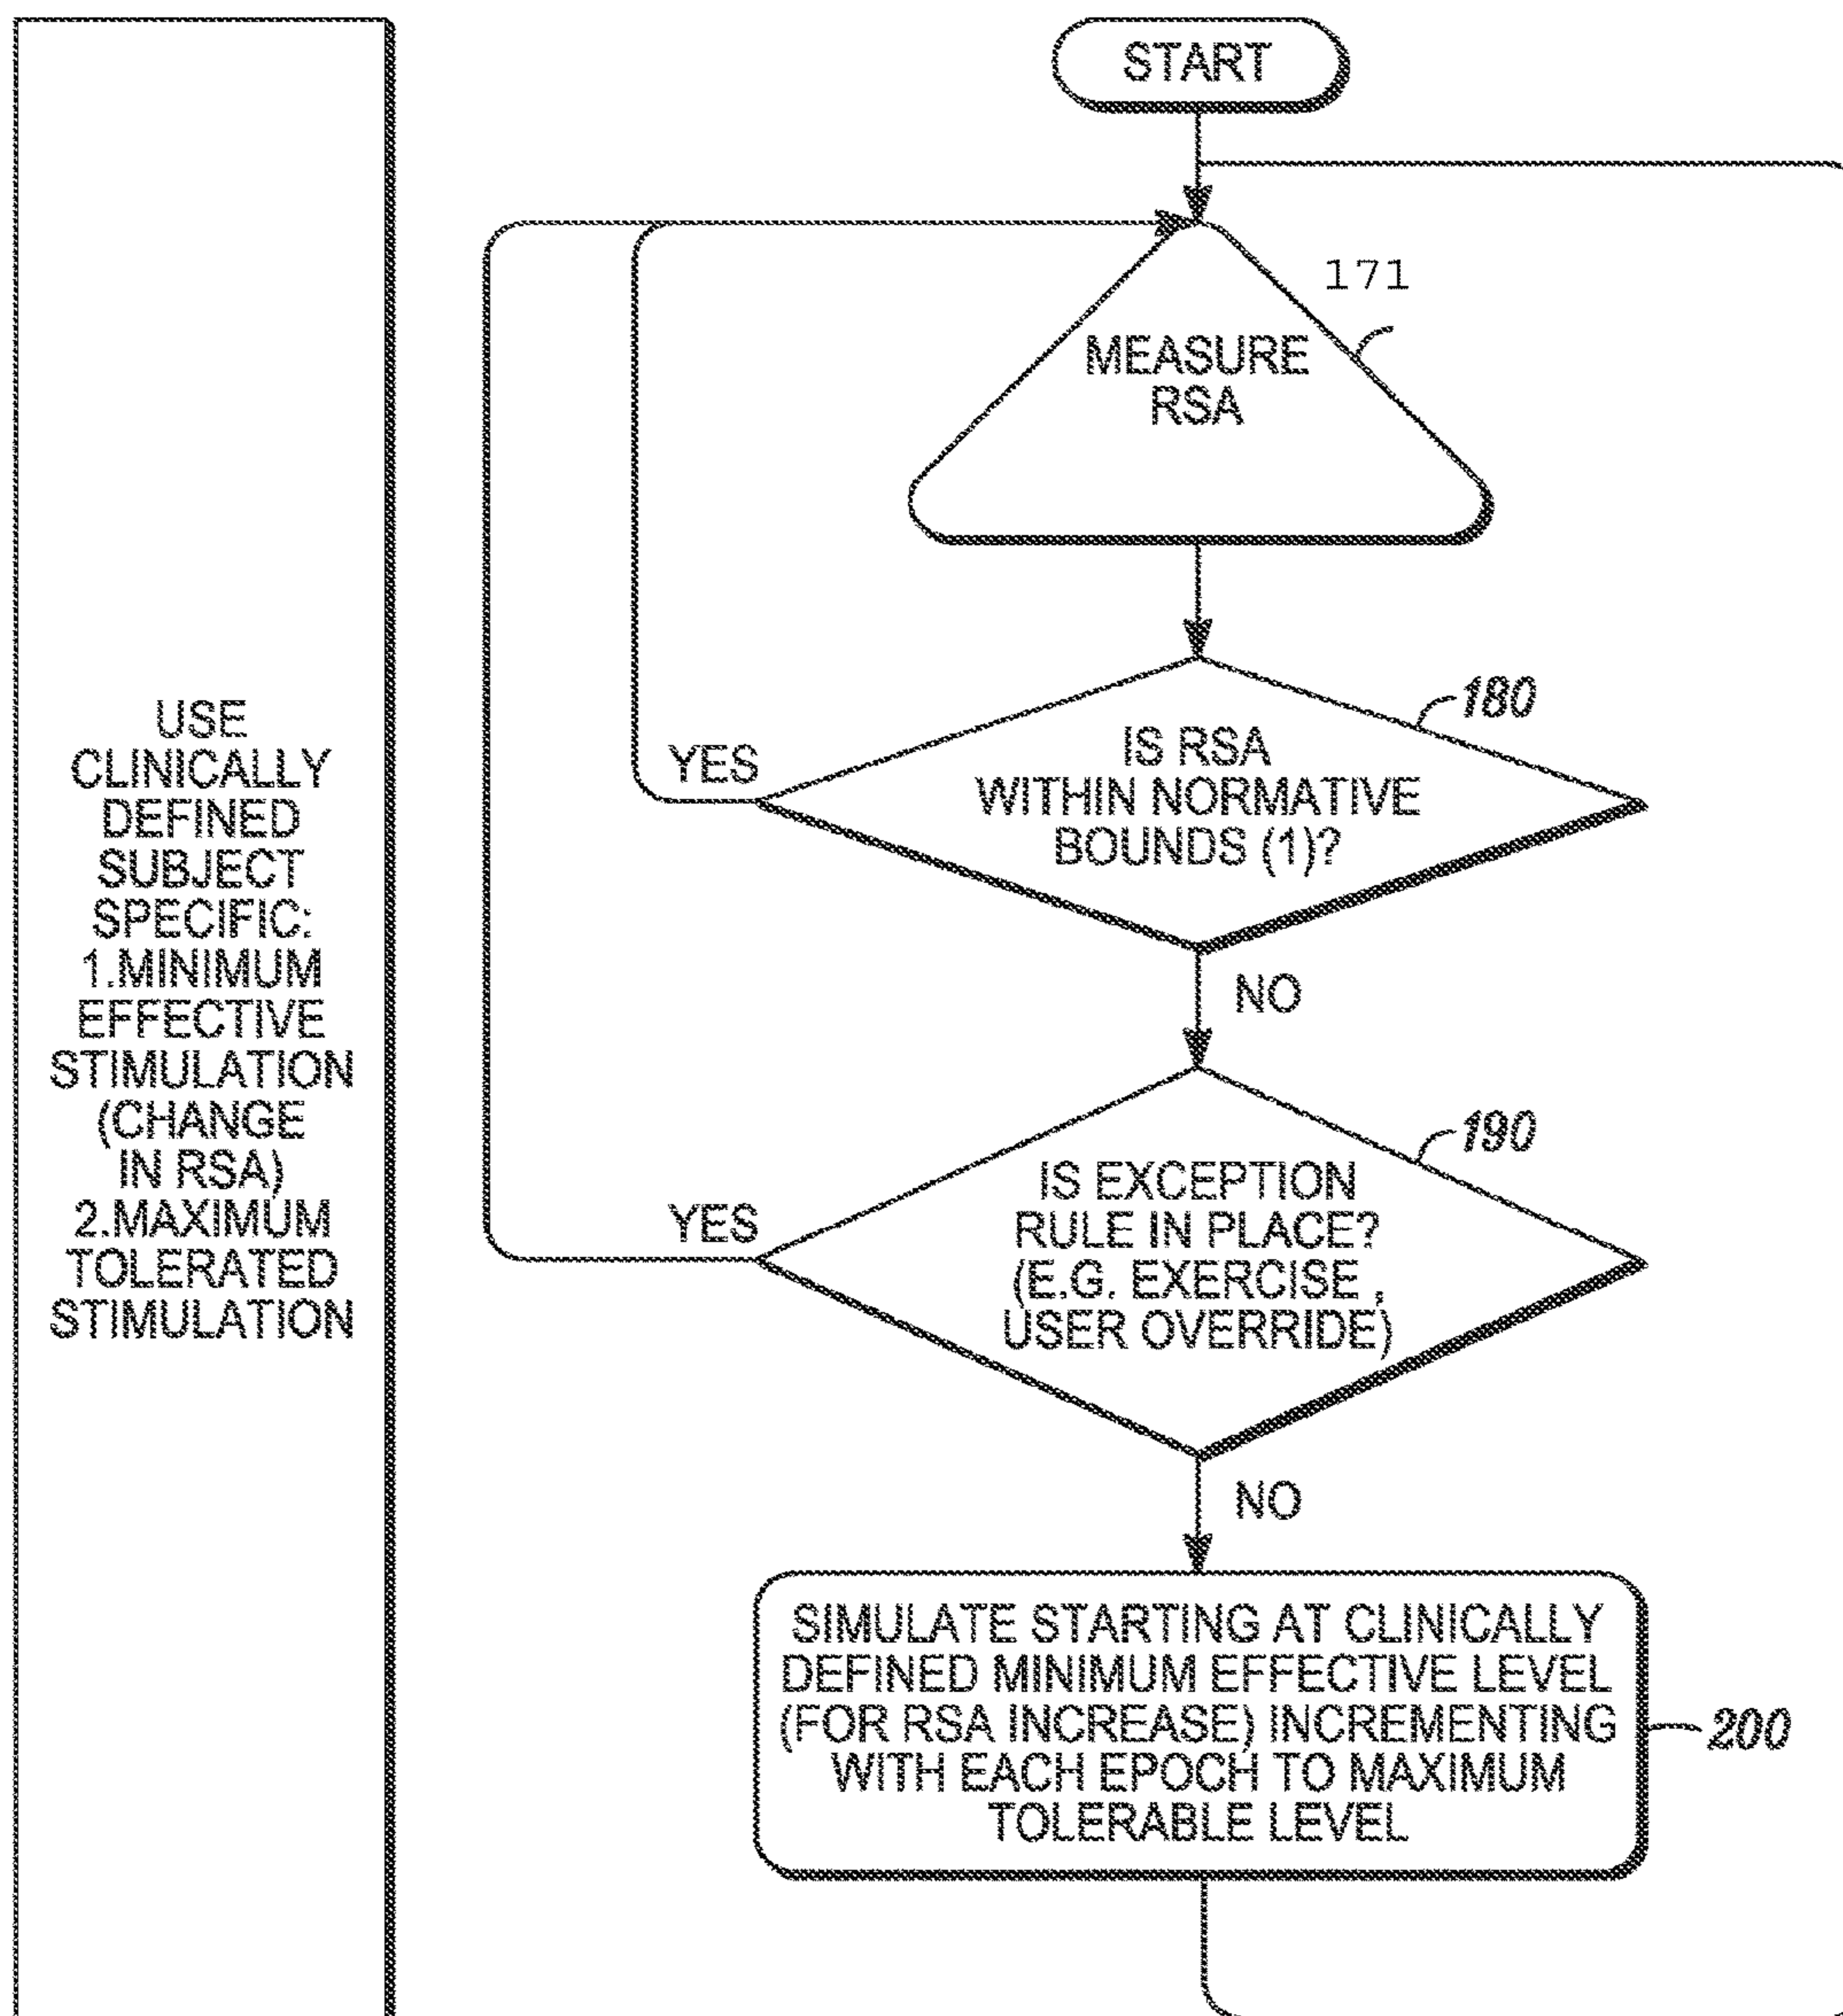 START
171
MEASURE
RSA
180
IS RSA
WITHIN NORMATIVE
BOUNDS (1)?
YES
NO
190
IS EXCEPTION
RULE IN PLACE?
(E.G. EXERCISE ,
USER OVERRIDE)
YES
NO
SIMULATE STARTING AT CLINICALLY
DEFINED MINIMUM EFFECTIVE LEVEL
(FOR RSA INCREASE) INCREMENTING
WITH EACH EPOCH TO MAXIMUM
TOLERABLE LEVEL
200
USE
CLINICALLY
DEFINED
SUBJECT
SPECIFIC:
1.MINIMUM
EFFECTIVE
STIMULATION
(CHANGE
IN RSA)
2.MAXIMUM
TOLERATED
STIMULATION